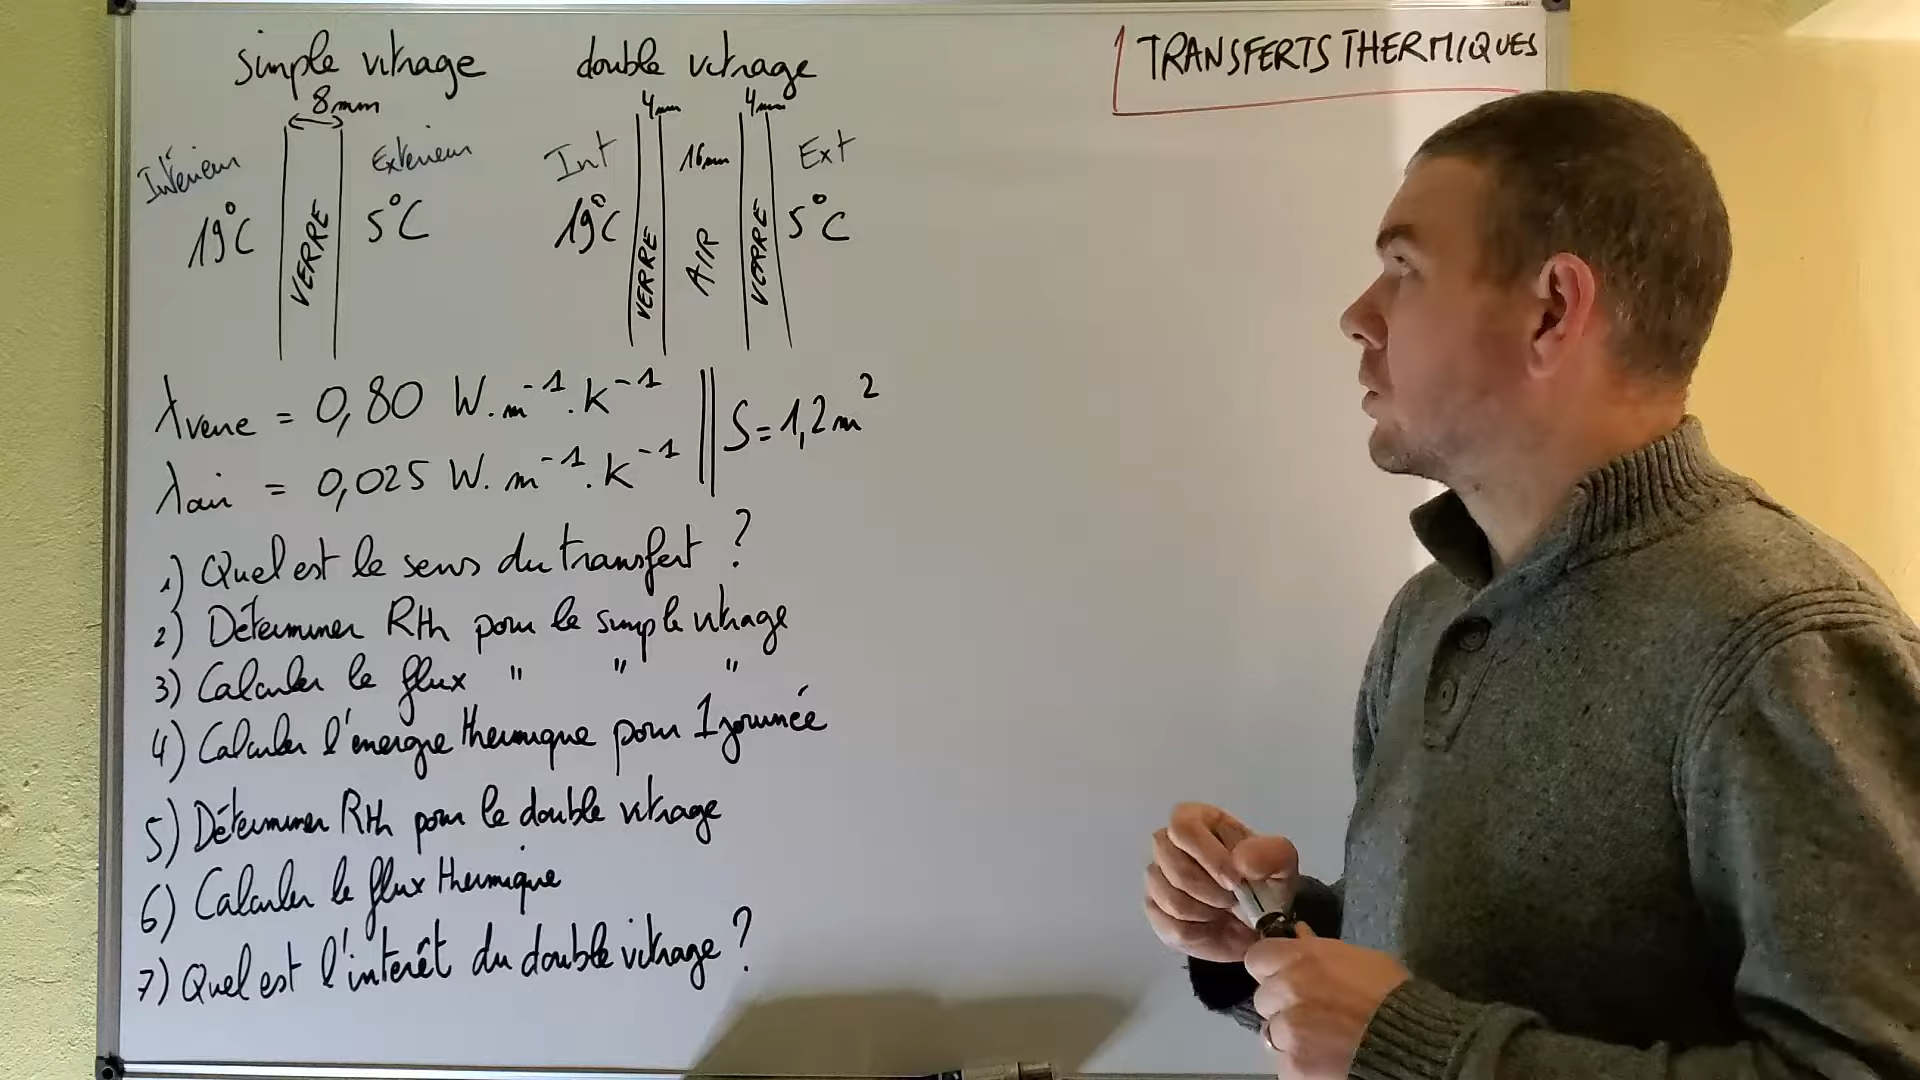 simple vitrage
8mm
Intérieur
Extérieur
19°C
VERRE
5°C
double vitrage
4mm
4mm
Int
16mm
Ext
19°C
VERRE
AIR
VERRE
5°C
TRANSFERTS THERMIQUES
λverre = 0,80 W.m⁻¹.K⁻¹
λair = 0,025 W.m⁻¹.K⁻¹
S=1,2m²
1) Quel est le sens du transfert ?
2) Déterminer Rth pour le simple vitrage
3) Calculer le flux " " "
4) Calculer l'énergie thermique pour 1 journée
5) Déterminer Rth pour le double vitrage
6) Calculer le flux thermique
7) Quel est l'interêt du double vitrage ?